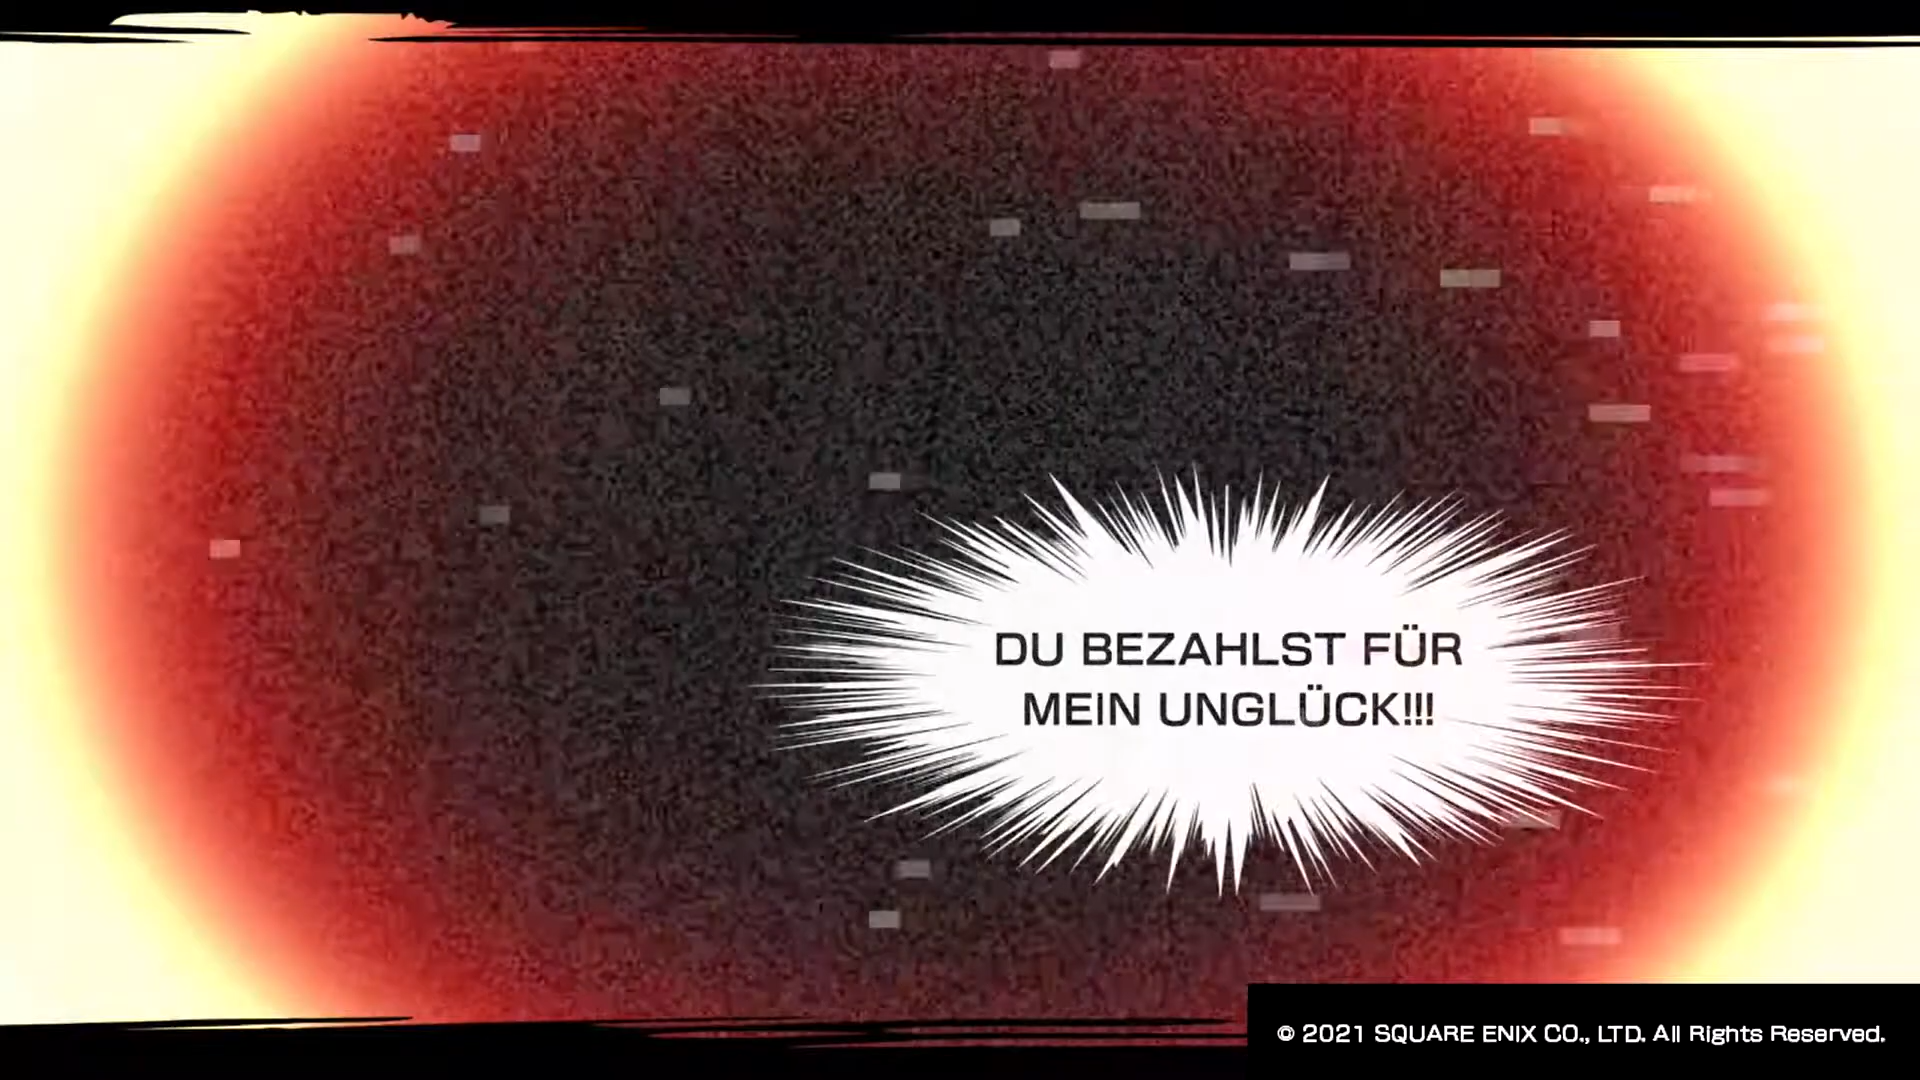 DU BEZAHLST FÜR
MEIN UNGLÜCK!!!
© 2021 SQUARE ENIX CO., LTD. All Rights Reserved.